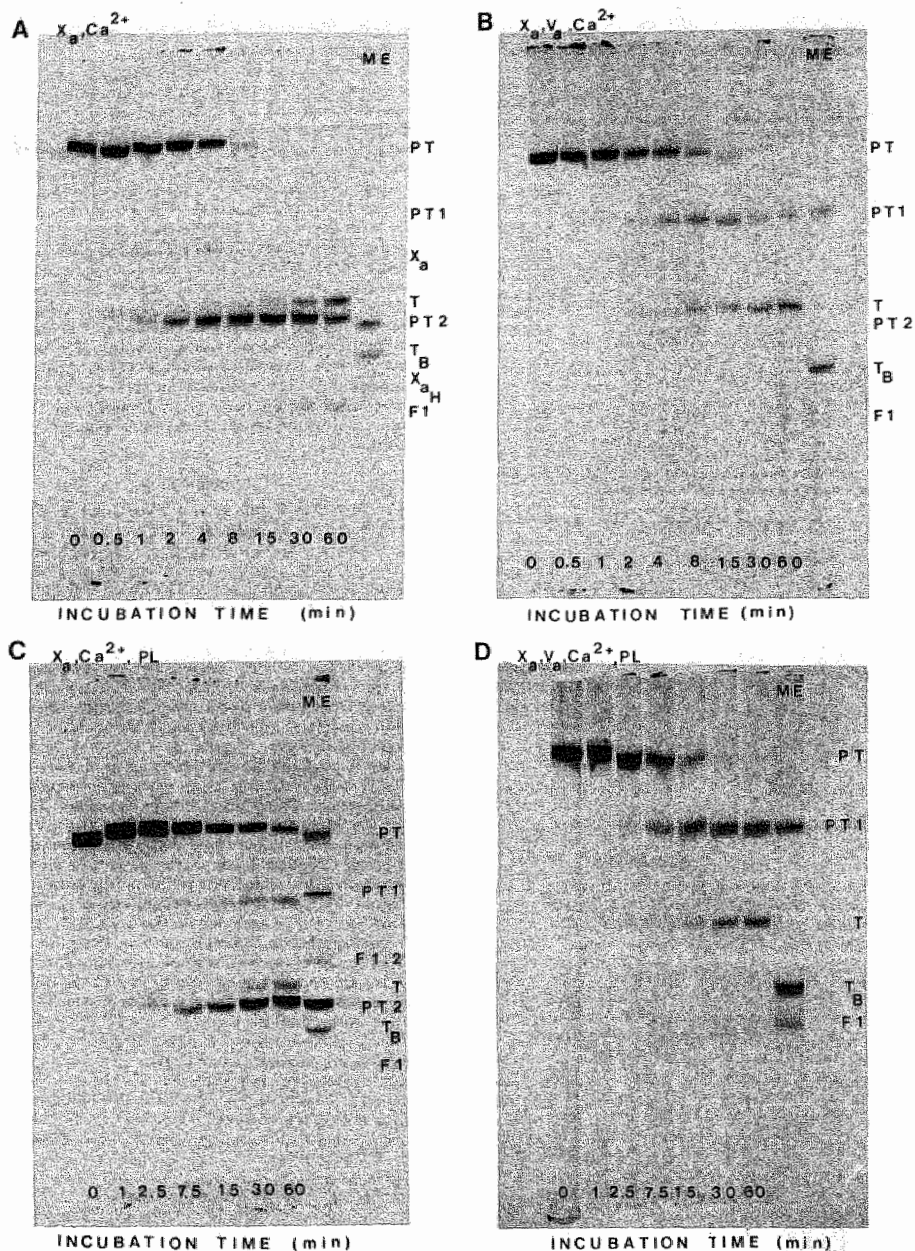 A
Xa,Ca2+
ME
PT
PT1
Xa
T
PT2
TB
XaH
F1
0 0.5 1 2 4 8 15 30 60
INCUBATION TIME (min)
B
Xa,Va,Ca2+
ME
PT
PT1
T
PT2
TB
F1
0 0.5 1 2 4 8 15 30 60
INCUBATION TIME (min)
C
Xa,Ca2+, PL
ME
PT
PT1
F1.2
T
PT2
TB
F1
0 1 2.5 7.5 15 30 60
INCUBATION TIME (min)
D
Xa,Va,Ca2+,PL
ME
PT
PT1
T
TB
F1
0 1 2.5 7.5 15 30 60
INCUBATION TIME (min)